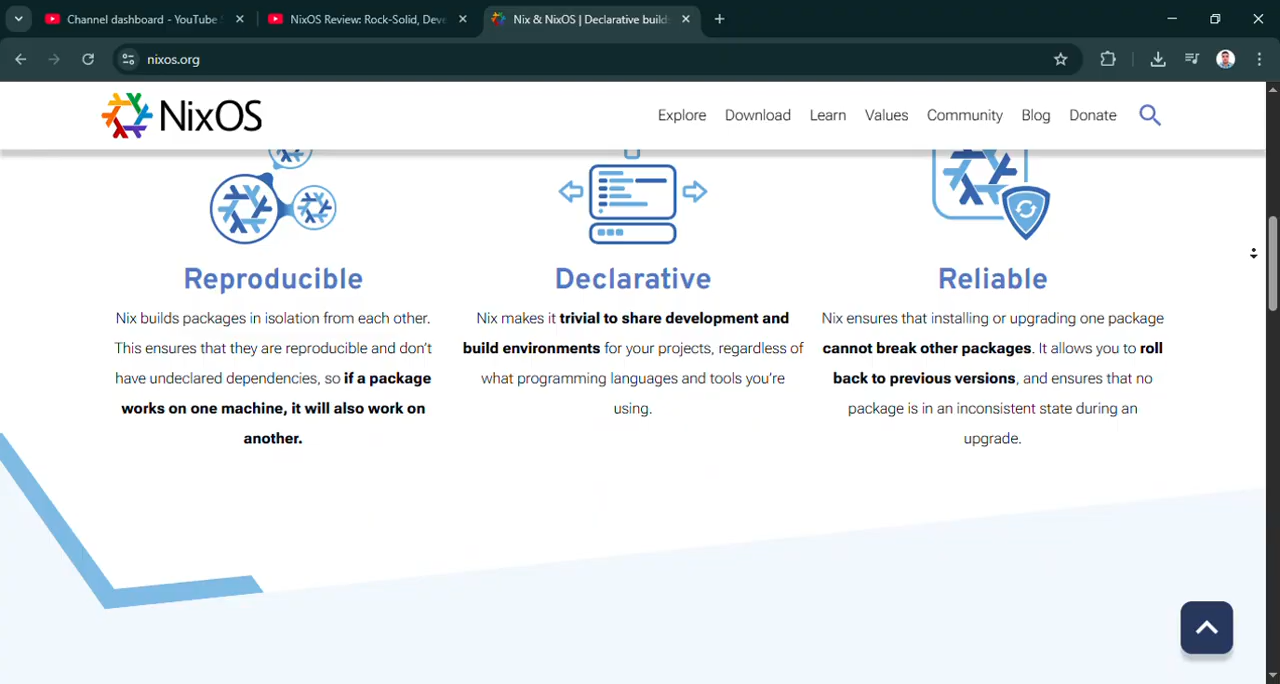 Channel dashboard - YouTube
NixOS Review: Rock-Solid, Deve
Nix & NixOS | Declarative build
nixos.org
NixOS
Explore Download Learn Values Community Blog Donate
Reproducible
Nix builds packages in isolation from each other.
This ensures that they are reproducible and don't
have undeclared dependencies, so if a package
works on one machine, it will also work on
another.
Declarative
Nix makes it trivial to share development and
build environments for your projects, regardless of
what programming languages and tools you're
using.
Reliable
Nix ensures that installing or upgrading one package
cannot break other packages. It allows you to roll
back to previous versions, and ensures that no
package is in an inconsistent state during an
upgrade.